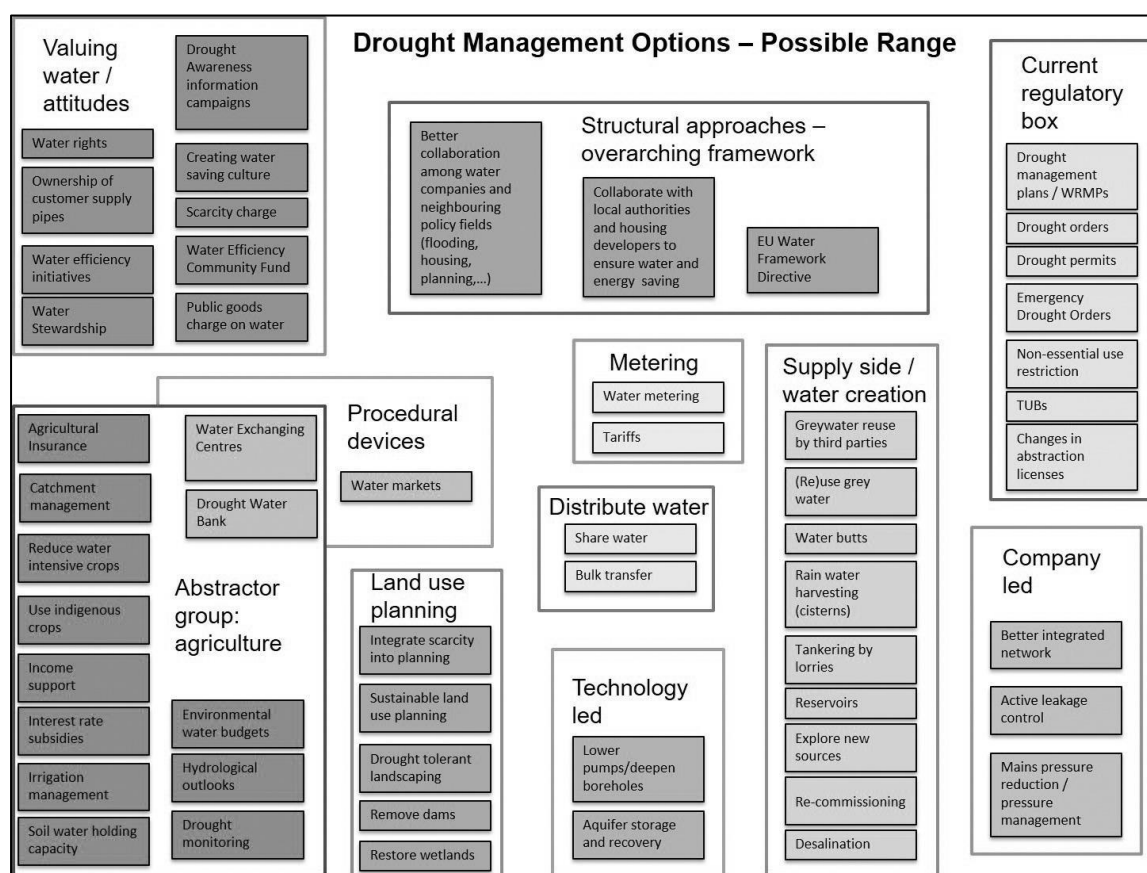 Drought Management Options – Possible Range
Valuing
water /
attitudes
Water rights
Ownership of
customer supply
pipes
Water efficiency
initiatives
Water
Stewardship
Drought
Awareness
information
campaigns
Creating water
saving culture
Scarcity charge
Water Efficiency
Community Fund
Public goods
charge on water
Structural approaches –
overarching framework
Better
collaboration
among water
companies and
neighbouring
policy fields
(flooding,
housing,
planning,...)
Collaborate with
local authorities
and housing
developers to
ensure water and
energy saving
EU Water
Framework
Directive
Current
regulatory
box
Drought
management
plans / WRMPs
Drought orders
Drought permits
Emergency
Drought Orders
Non-essential use
restriction
TUBs
Changes in
abstraction
licenses
Procedural
devices
Water Exchanging
Centres
Drought Water
Bank
Water markets
Abstractor
group:
agriculture
Agricultural
Insurance
Catchment
management
Reduce water
intensive crops
Use indigenous
crops
Income
support
Interest rate
subsidies
Irrigation
management
Soil water holding
capacity
Environmental
water budgets
Hydrological
outlooks
Drought
monitoring
Land use
planning
Integrate scarcity
into planning
Sustainable land
use planning
Drought tolerant
landscaping
Remove dams
Restore wetlands
Metering
Water metering
Tariffs
Distribute water
Share water
Bulk transfer
Technology
led
Lower
pumps/deepen
boreholes
Aquifer storage
and recovery
Supply side /
water creation
Greywater reuse
by third parties
(Re)use grey
water
Water butts
Rain water
harvesting
(cisterns)
Tankering by
lorries
Reservoirs
Explore new
sources
Re-commissioning
Desalination
Company
led
Better integrated
network
Active leakage
control
Mains pressure
reduction /
pressure
management